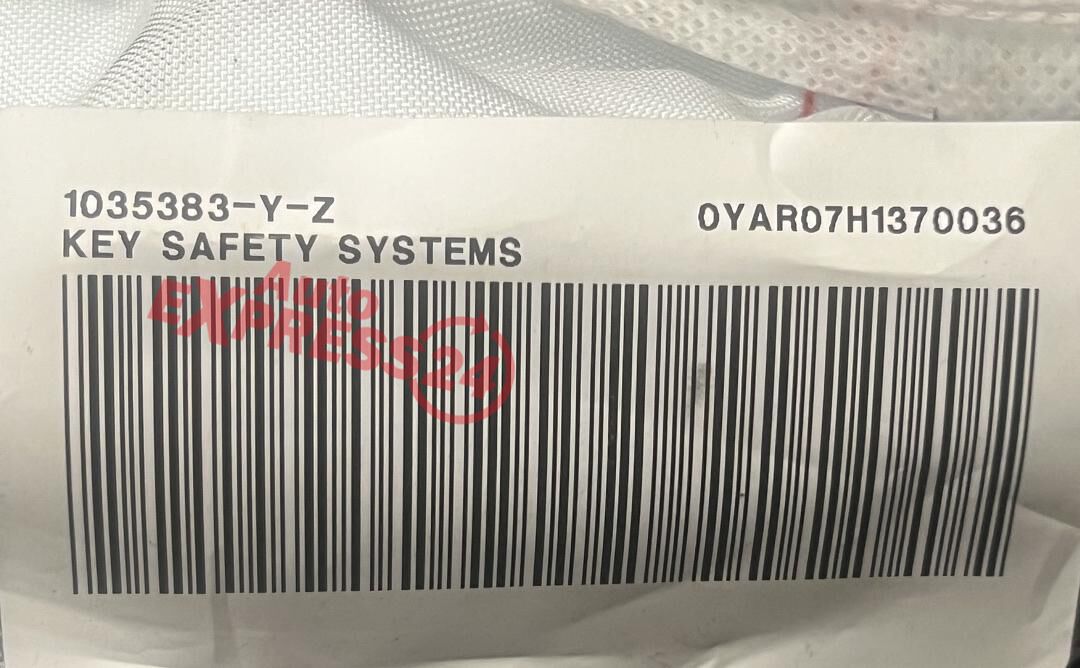 1035383-Y-Z
0YAR07H1370036
KEY SAFETY SYSTEMS
Auto
EXPRESS24